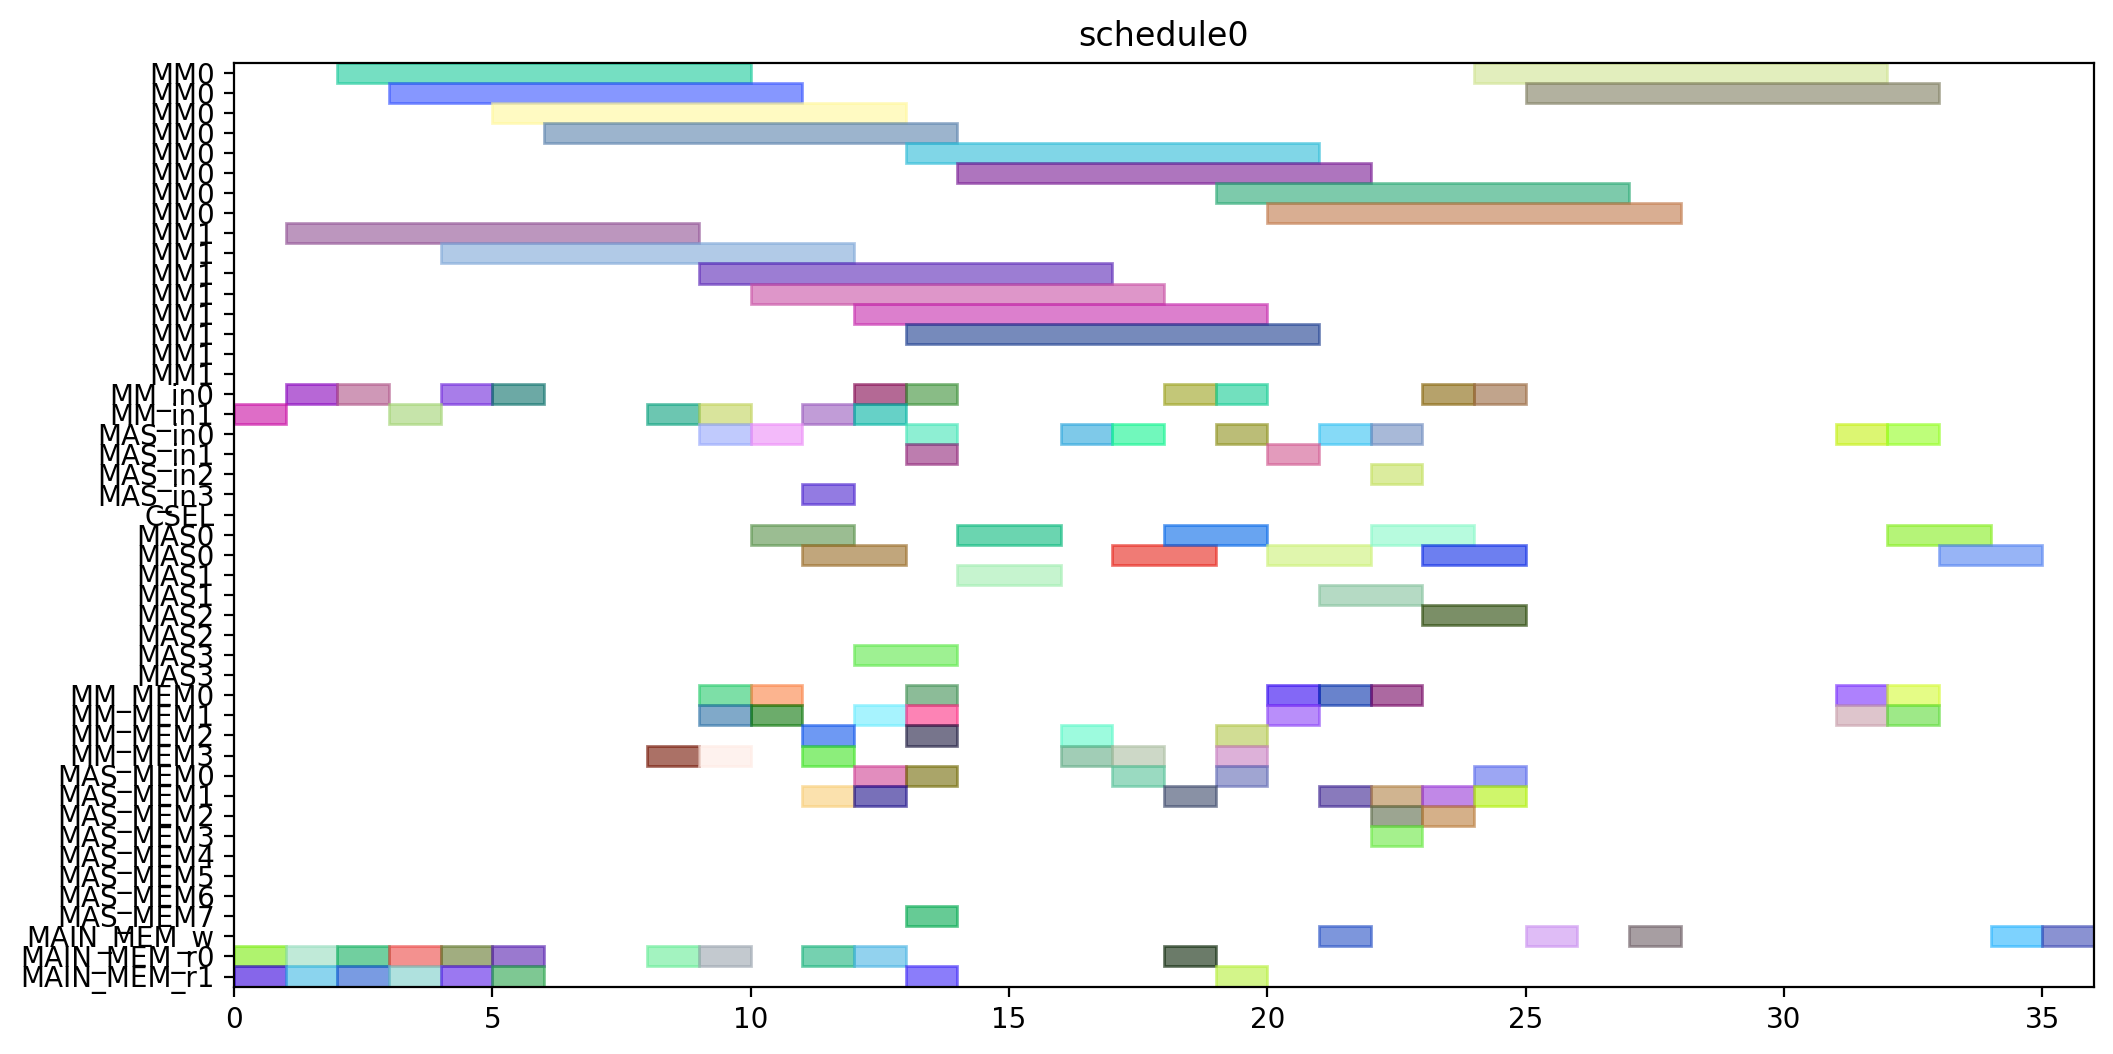 schedule0
MM0
MM0
MM0
MM0
MM0
MM0
MM0
MM0
MM1
MM1
MM1
MM1
MM1
MM1
MM1
MM1
MM_in0
MM_in1
MAS_in0
MAS_in1
MAS_in2
MAS_in3
CSEL
MAS0
MAS0
MAS1
MAS1
MAS2
MAS2
MAS3
MAS3
MM_MEM0
MM_MEM1
MM_MEM2
MM_MEM3
MAS_MEM0
MAS_MEM1
MAS_MEM2
MAS_MEM3
MAS_MEM4
MAS_MEM5
MAS_MEM6
MAS_MEM7
MAIN_MEM_w
MAIN_MEM_r0
MAIN_MEM_r1
0 5 10 15 20 25 30 35